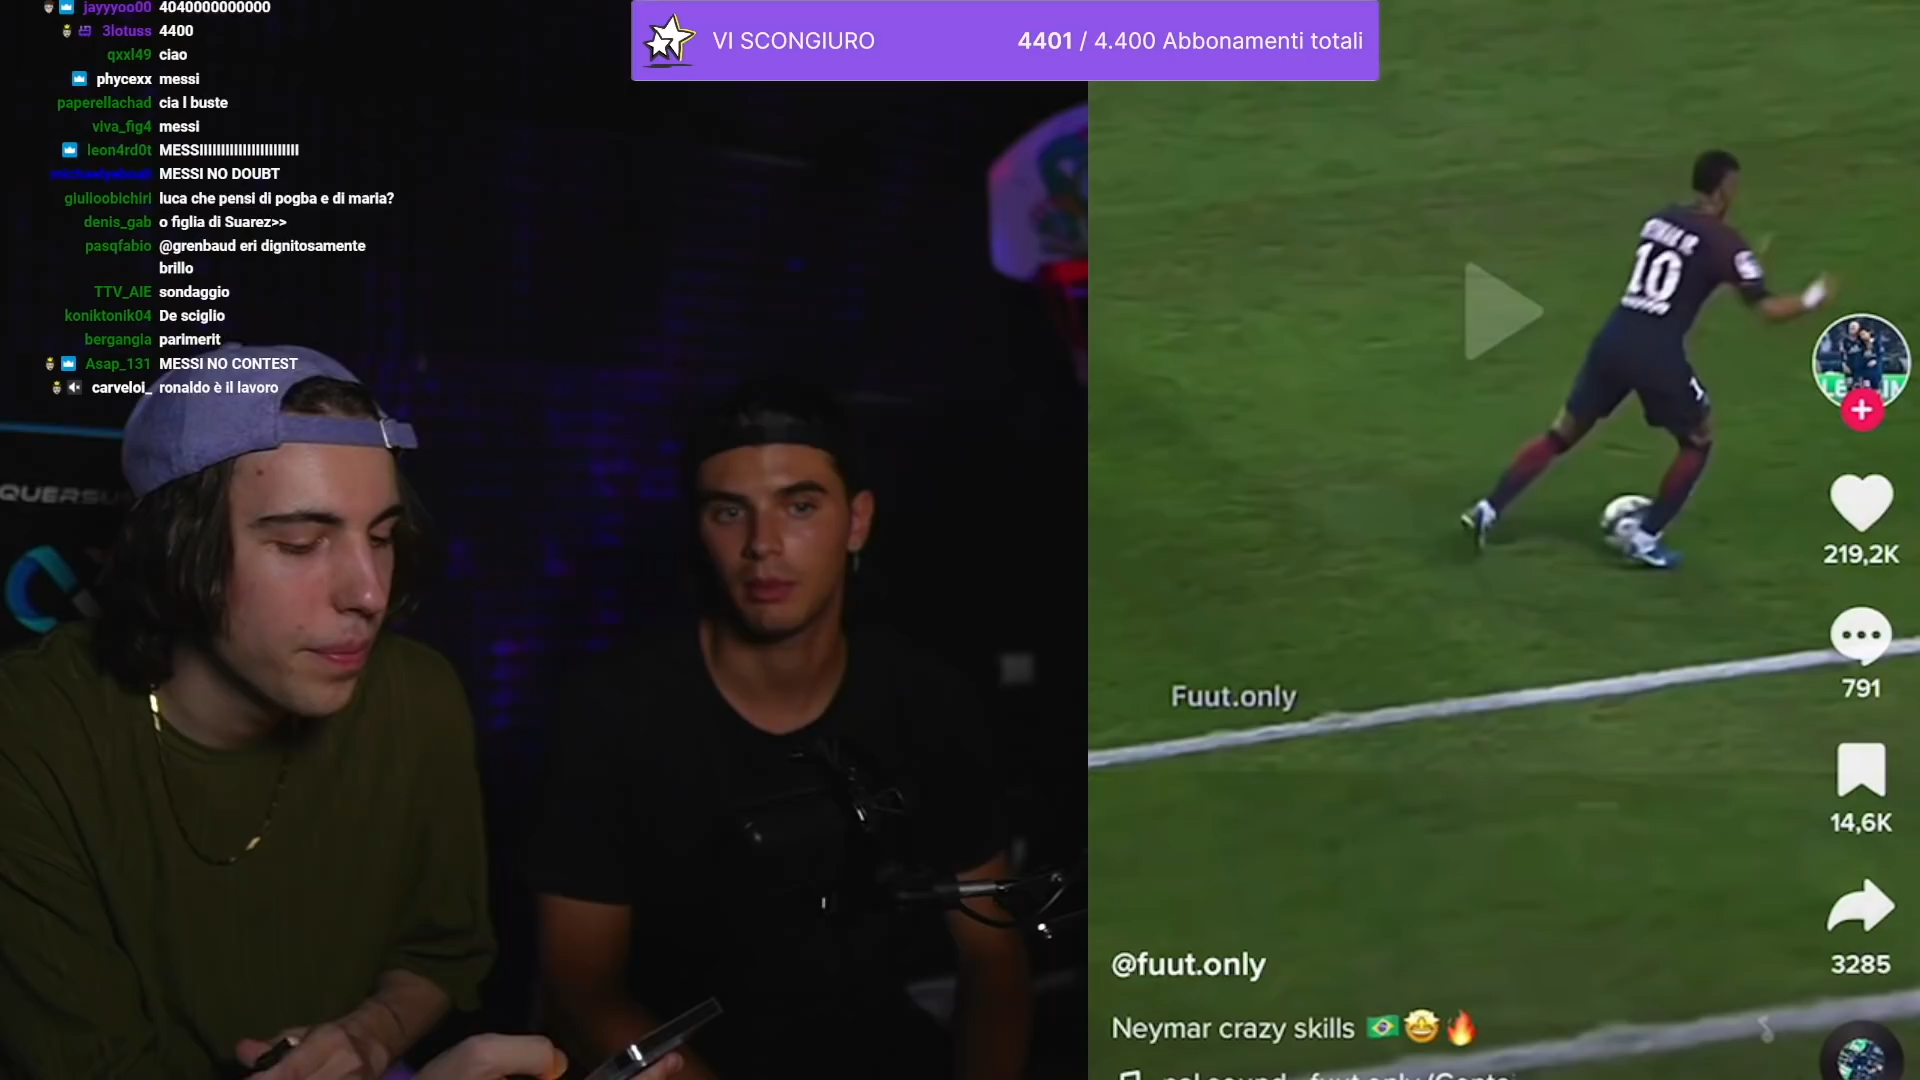 jayyyoo00 4040000000000
3lotuss 4400
qxxl49 ciao
phycexx messi
paperellachad cia l buste
viva_fig4 messi
leon4rd0t MESSIIIIIIIIIIIIIIIIIIIIIII
MESSI NO DOUBT
giulioobichiri luca che pensi di pogba e di maria?
denis_gab o figlia di Suarez>>
pasqfabio @grenbaud eri dignitosamente
brillo
TTV_AIE sondaggio
koniktonik04 De sciglio
bergangia parimerit
Asap_131 MESSI NO CONTEST
carveloi_ ronaldo è il lavoro
VI SCONGIURO 4401 / 4.400 Abbonamenti totali
10
219,2K
791
Fuut.only
14,6K
3285
@fuut.only
Neymar crazy skills 🇧🇷🤩🔥